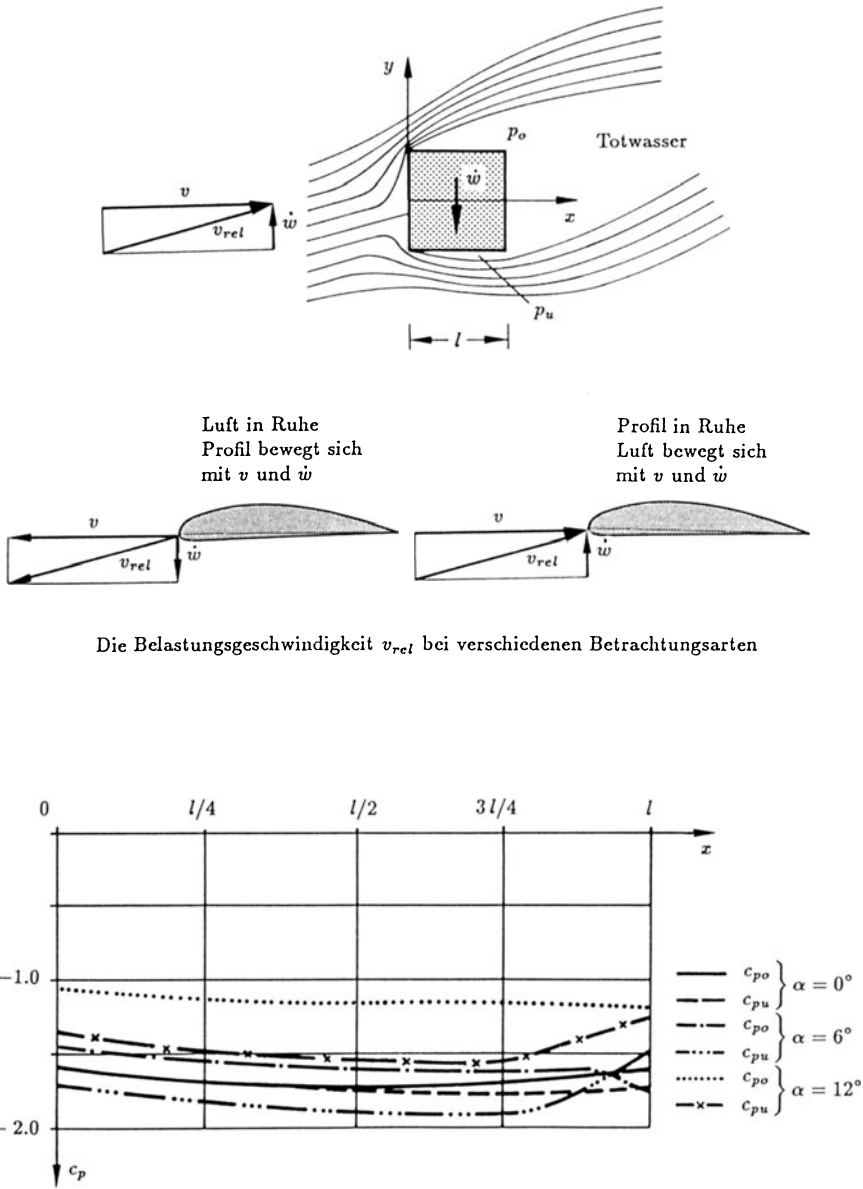 y
p_o
Totwasser
v
ẇ
v_rel
ẇ
x
p_u
l
Luft in Ruhe
Profil bewegt sich
mit v und ẇ
Profil in Ruhe
Luft bewegt sich
mit v und ẇ
v
v_rel
ẇ
v
v_rel
ẇ
Die Belastungsgeschwindigkeit v_rel bei verschiedenen Betrachtungsarten
0
l/4
l/2
3l/4
l
x
−1.0
−2.0
c_p
c_po
c_pu
α = 0°
c_po
c_pu
α = 6°
c_po
c_pu
α = 12°